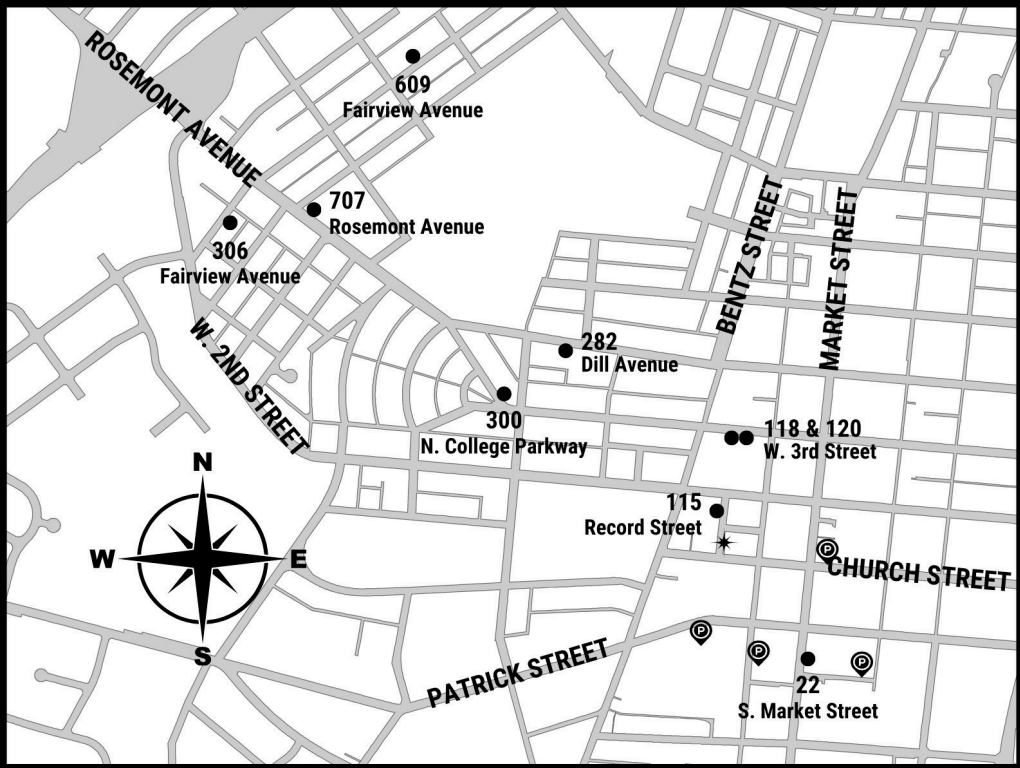 ROSEMONT AVENUE
609
Fairview Avenue
707
Rosemont Avenue
306
Fairview Avenue
BENTZ STREET
MARKET STREET
W. 2ND STREET
282
Dill Avenue
300
N. College Parkway
118 & 120
W. 3rd Street
N
W
E
S
115
Record Street
P
CHURCH STREET
PATRICK STREET
P
P
P
22
S. Market Street